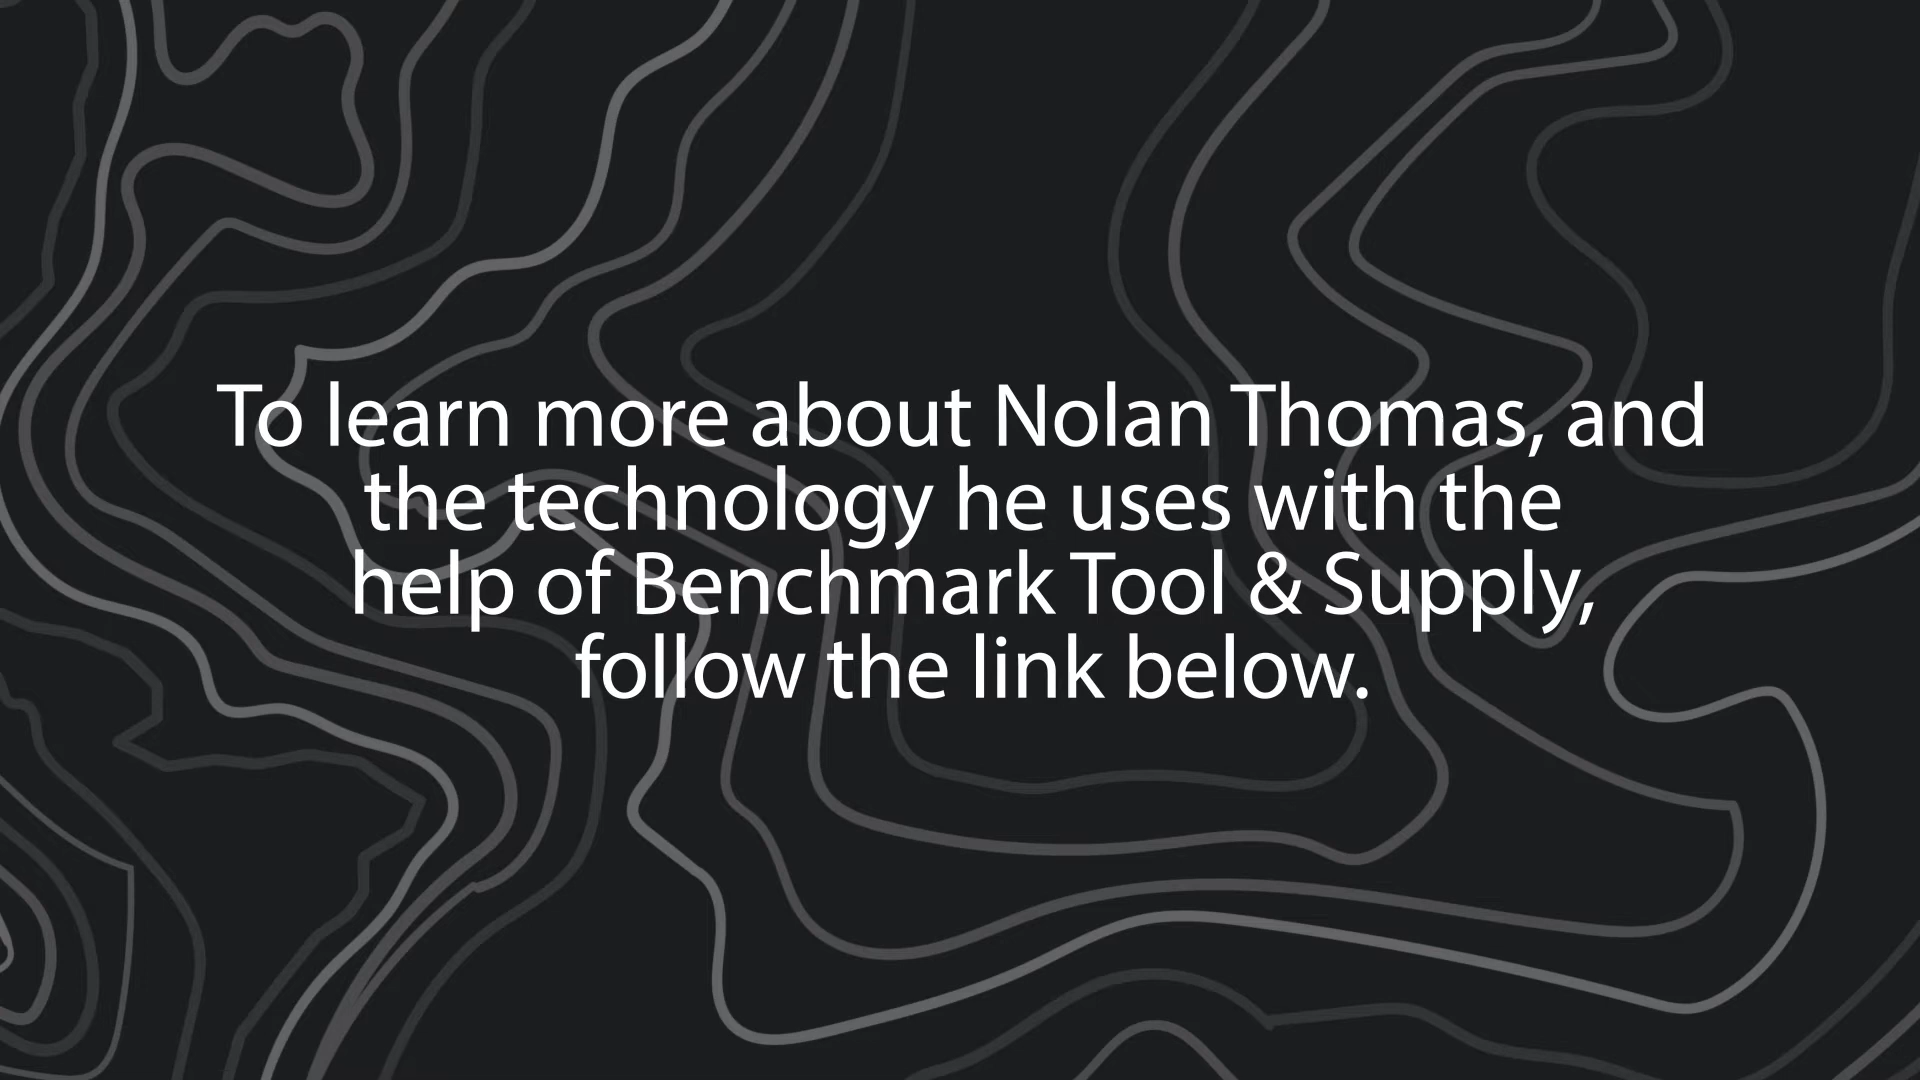 To learn more about Nolan Thomas, and
the technology he uses with the
help of Benchmark Tool & Supply,
follow the link below.